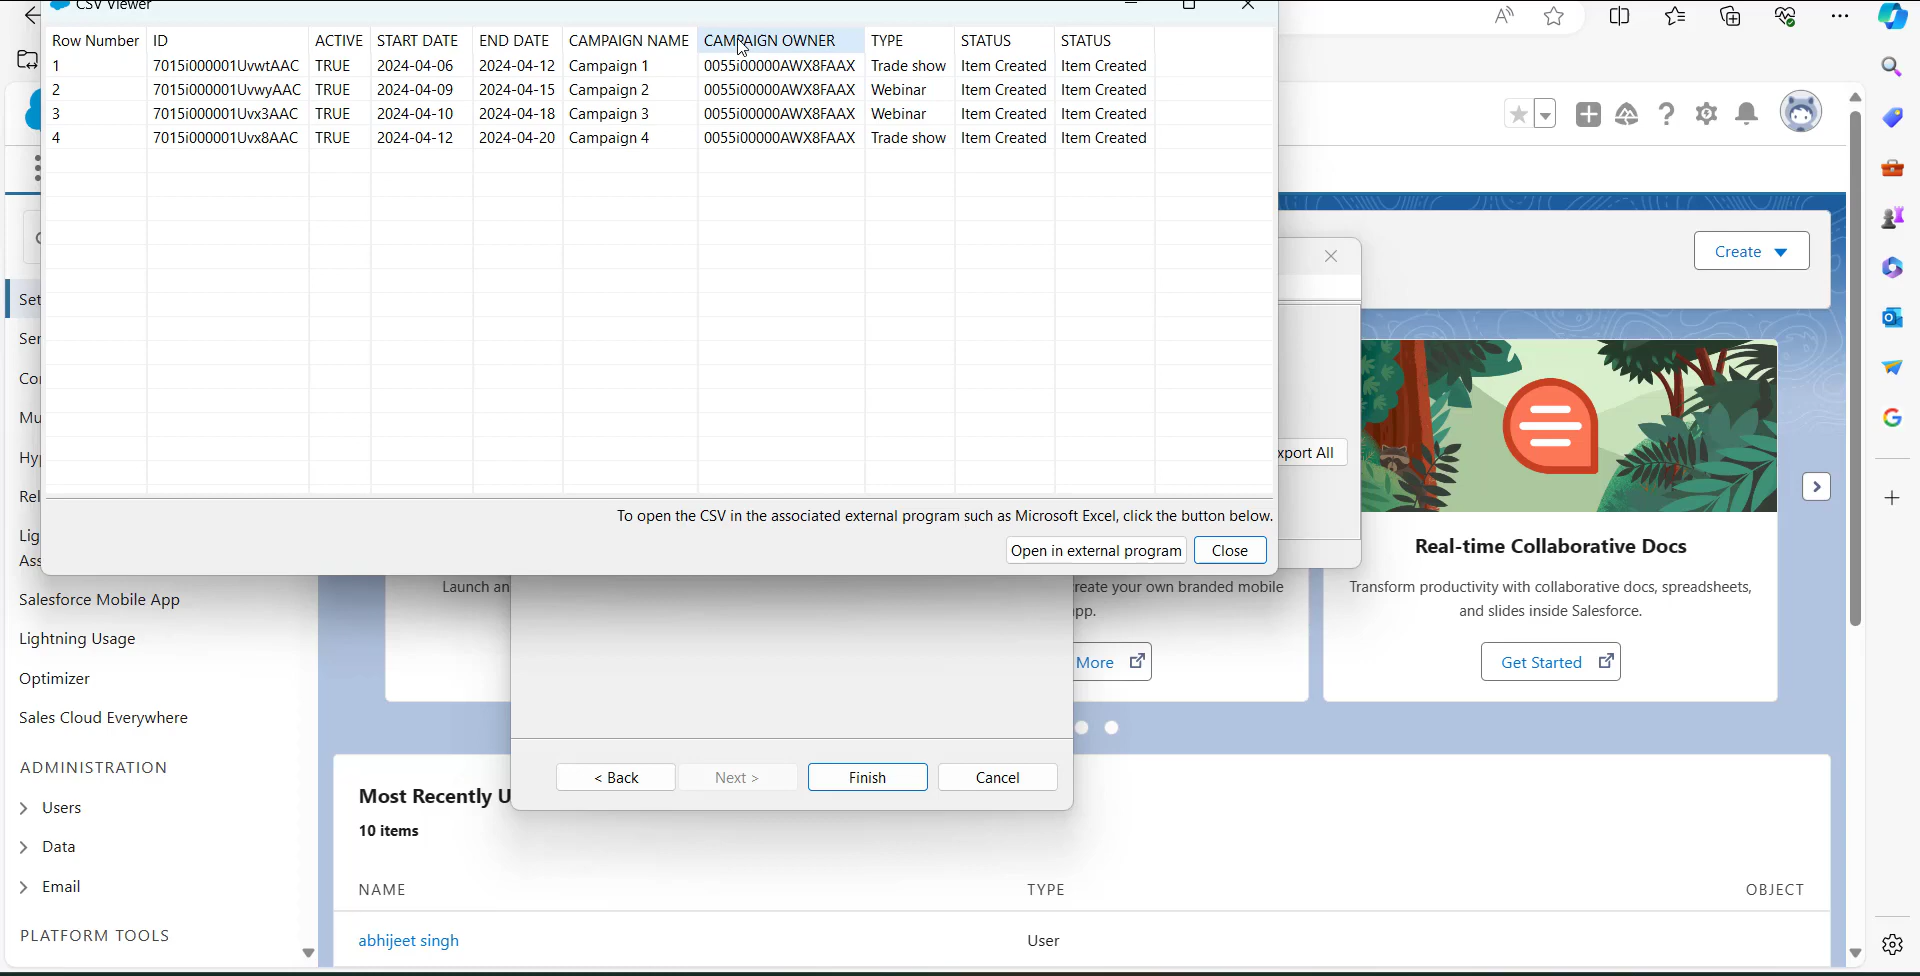 CSV Viewer
Row Number ID ACTIVE START DATE END DATE CAMPAIGN NAME CAMPAIGN OWNER TYPE STATUS STATUS
1 7015i000001UvwtAAC TRUE 2024-04-06 2024-04-12 Campaign 1 0055i00000AWX8FAAX Trade show Item Created Item Created
2 7015i000001UvwyAAC TRUE 2024-04-09 2024-04-15 Campaign 2 0055i00000AWX8FAAX Webinar Item Created Item Created
3 7015i000001Uvx3AAC TRUE 2024-04-10 2024-04-18 Campaign 3 0055i00000AWX8FAAX Webinar Item Created Item Created
4 7015i000001Uvx8AAC TRUE 2024-04-12 2024-04-20 Campaign 4 0055i00000AWX8FAAX Trade show Item Created Item Created
To open the CSV in the associated external program such as Microsoft Excel, click the button below.
Open in external program Close
Create
xport All
Set
Ser
Co
Mu
Hy
Rel
Lig
Ass
Salesforce Mobile App
Lightning Usage
Optimizer
Sales Cloud Everywhere
ADMINISTRATION
Users
Data
Email
PLATFORM TOOLS
Launch an
reate your own branded mobile
pp.
More
Real-time Collaborative Docs
Transform productivity with collaborative docs, spreadsheets,
and slides inside Salesforce.
Get Started
< Back Next > Finish Cancel
Most Recently U
10 items
NAME TYPE OBJECT
abhijeet singh User